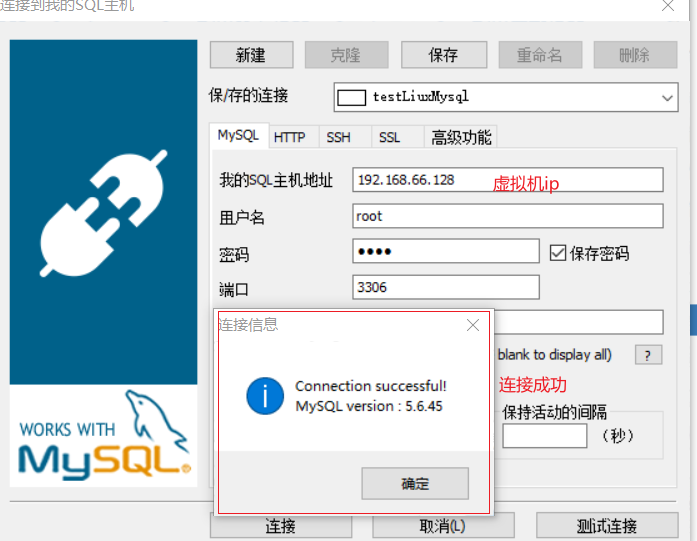 连接到我的SQL主机
新建
克隆
保存
重命名
删除
保/存的连接
testLiuxMysql
MySQL
HTTP
SSH
SSL
高级功能
我的SQL主机地址
192.168.66.128
虚拟机ip
用户名
root
密码
●●●●
保存密码
端口
3306
连接信息
Connection successful!
MySQL version : 5.6.45
确定
blank to display all)
?
连接成功
保持活动的间隔
（秒）
WORKS WITH
MySQL®
连接
取消(L)
测试连接